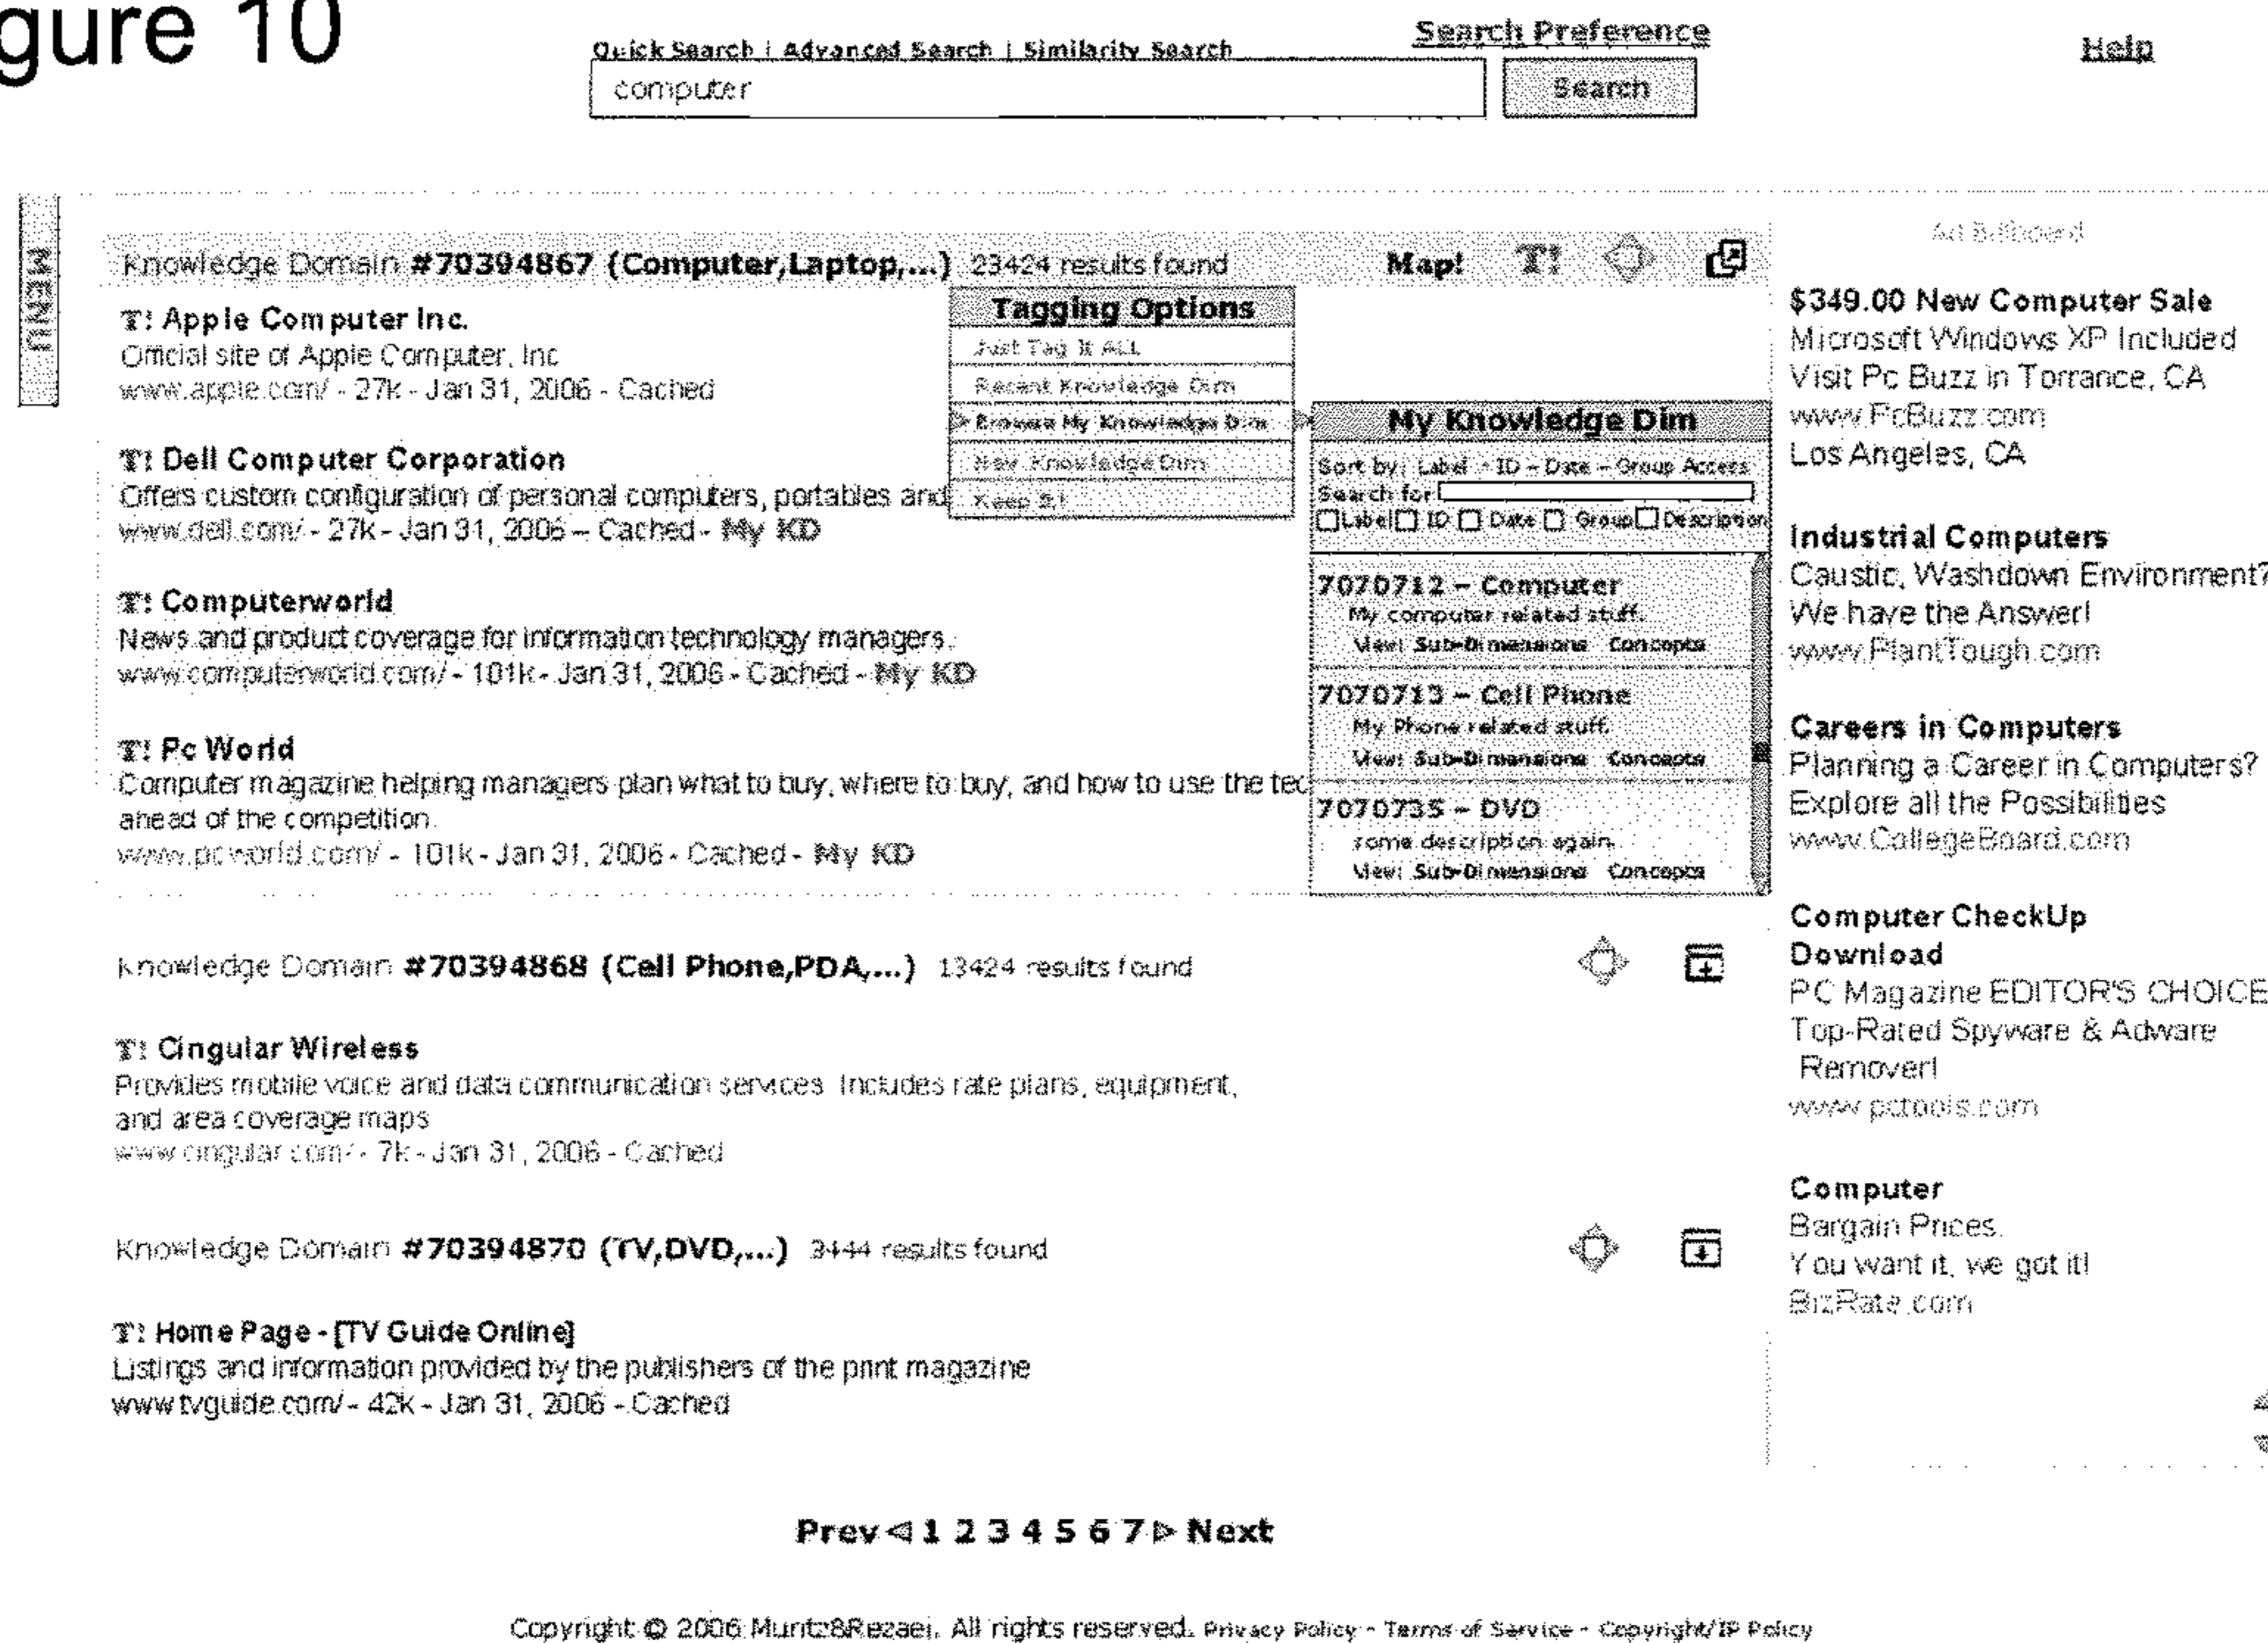 gure 10
Quick Search | Advanced Search | Similarity Search
Search Preference
Help
computer
Search
MENU
Knowledge Domain #70394867 (Computer,Laptop,...) 23424 results found
Map! T!
T! Apple Computer Inc.
Official site of Apple Computer, Inc
www.apple.com/ - 27k - Jan 31, 2006 - Cached
T! Dell Computer Corporation
Offers custom configuration of personal computers, portables and
www.dell.com/ - 27k - Jan 31, 2006 – Cached - My KD
T! Computerworld
News and product coverage for information technology managers.
www.computerworld.com/ - 101k - Jan 31, 2006 - Cached - My KD
T! Pc World
Computer magazine helping managers plan what to buy, where to buy, and how to use the tec
ahead of the competition.
www.pcworld.com/ - 101k - Jan 31, 2006 - Cached - My KD
Tagging Options
Just Tag It ALL
Recent Knowledge Dim
Browse My Knowledge Dim
New Knowledge Dim
Keep It!
My Knowledge Dim
Sort by: Label - ID – Date – Group Access
Search for
Label ID Date Group Description
7070712 – Computer
My computer related stuff.
View: Sub-Dimensions Concepts
7070713 – Cell Phone
My Phone related stuff.
View: Sub-Dimensions Concepts
7070735 – DVD
some description again.
View: Sub-Dimensions Concepts
Knowledge Domain #70394868 (Cell Phone,PDA,...) 13424 results found
T! Cingular Wireless
Provides mobile voice and data communication services. Includes rate plans, equipment,
and area coverage maps
www.cingular.com/ - 7k - Jan 31, 2006 - Cached
Knowledge Domain #70394870 (TV,DVD,...) 3444 results found
T! Home Page - [TV Guide Online]
Listings and information provided by the publishers of the print magazine
www.tvguide.com/ - 42k - Jan 31, 2006 - Cached
Ad Billboard
$349.00 New Computer Sale
Microsoft Windows XP Included
Visit Pc Buzz in Torrance, CA
www.PcBuzz.com
Los Angeles, CA
Industrial Computers
Caustic, Washdown Environment?
We have the Answer!
www.PlantTough.com
Careers in Computers
Planning a Career in Computers?
Explore all the Possibilities
www.CollegeBoard.com
Computer CheckUp
Download
PC Magazine EDITOR'S CHOICE
Top-Rated Spyware & Adware
Remover!
www.pctools.com
Computer
Bargain Prices.
You want it, we got it!
BizRate.com
Prev 1 2 3 4 5 6 7 Next
Copyright © 2006 Muntz&Rezaei. All rights reserved. Privacy Policy - Terms of Service - Copyright/IP Policy